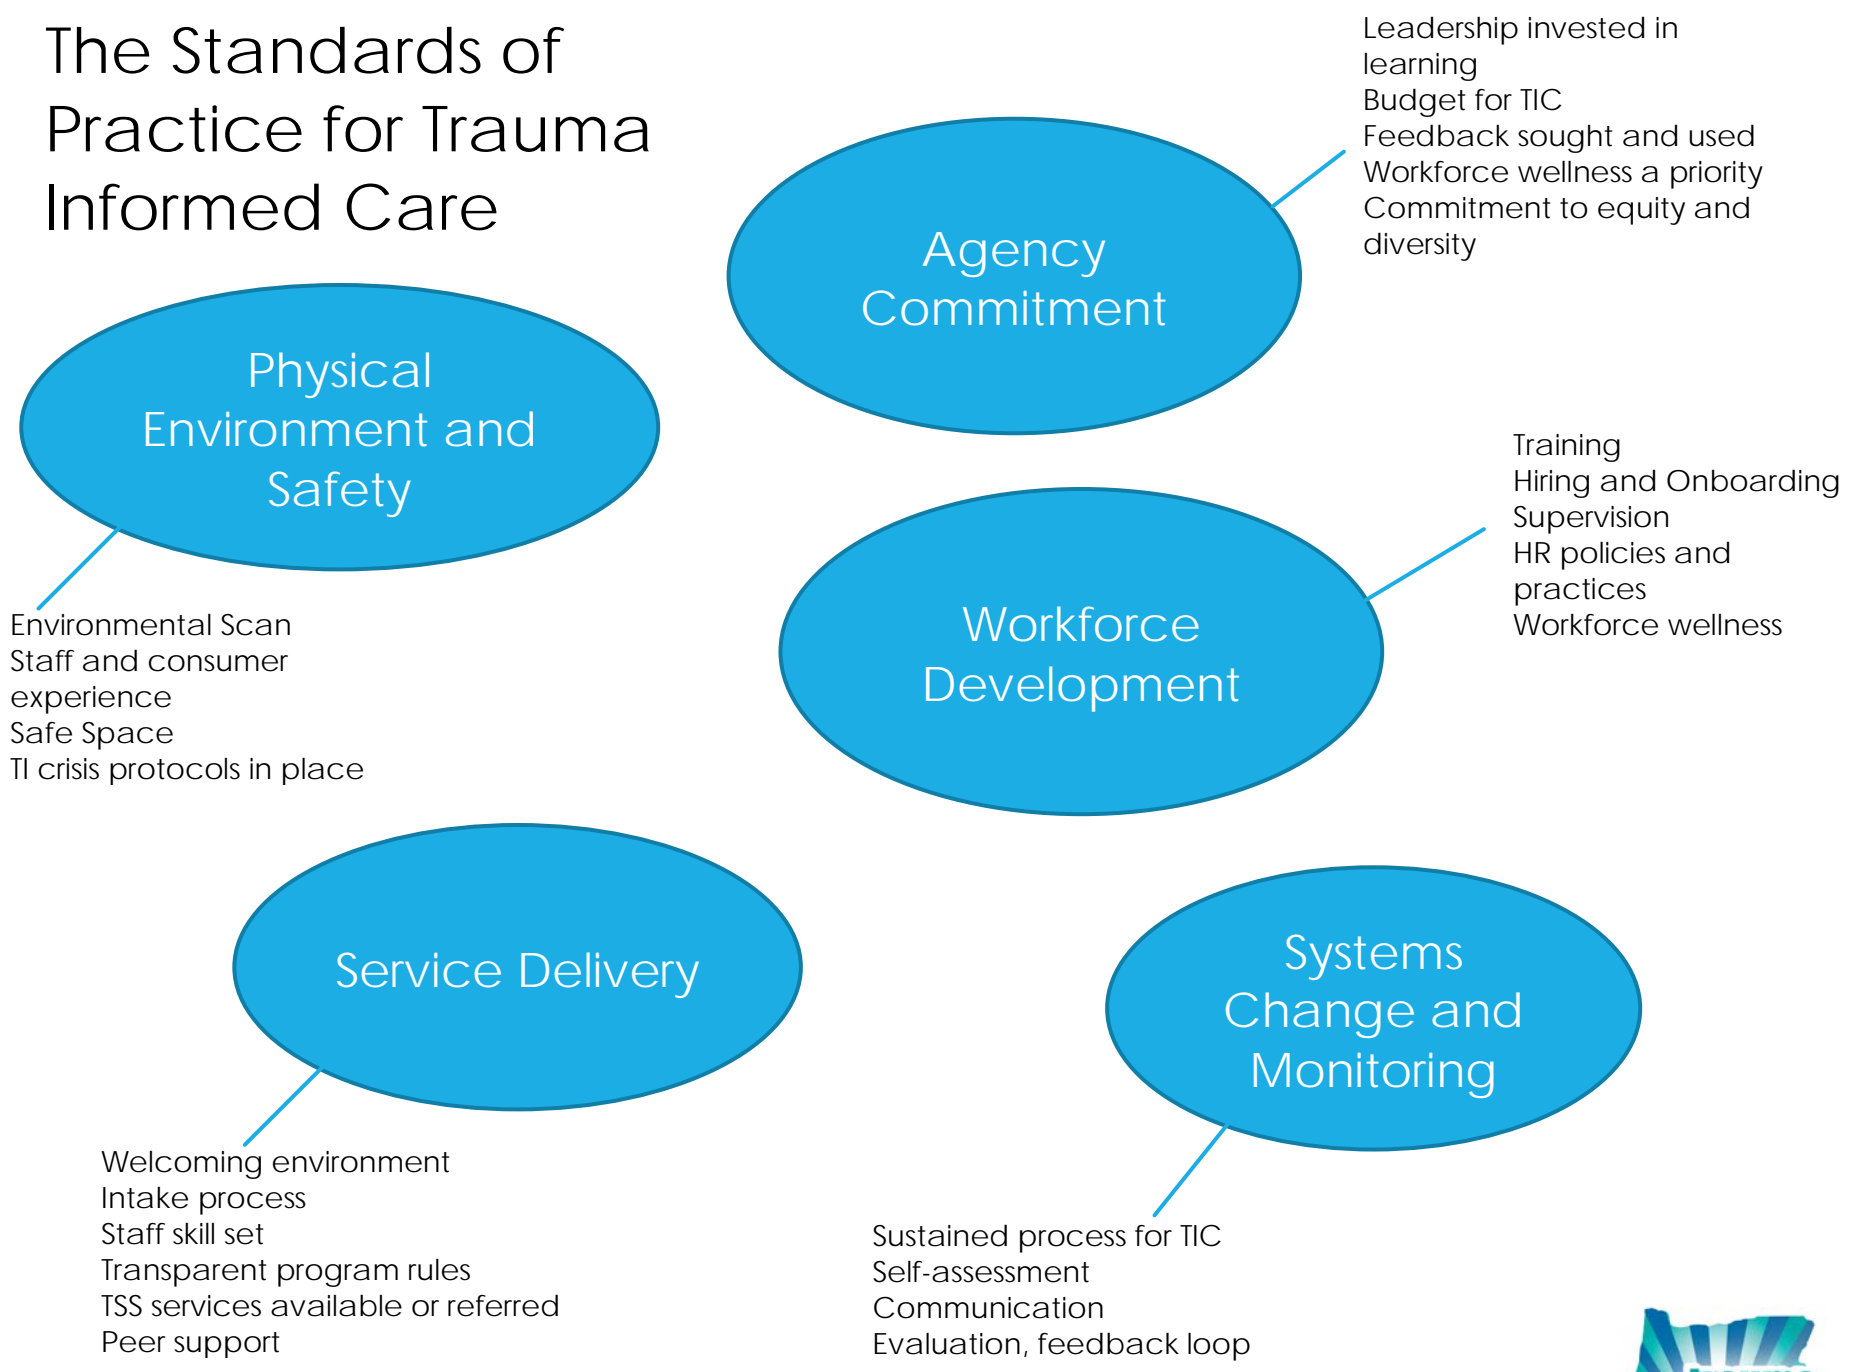 The Standards of
Practice for Trauma
Informed Care
Leadership invested in
learning
Budget for TIC
Feedback sought and used
Workforce wellness a priority
Commitment to equity and
diversity
Agency
Commitment
Physical
Environment and
Safety
Training
Hiring and Onboarding
Supervision
HR policies and
practices
Workforce wellness
Workforce
Development
Environmental Scan
Staff and consumer
experience
Safe Space
TI crisis protocols in place
Service Delivery
Systems
Change and
Monitoring
Welcoming environment
Intake process
Staff skill set
Transparent program rules
TSS services available or referred
Peer support
Sustained process for TIC
Self-assessment
Communication
Evaluation, feedback loop